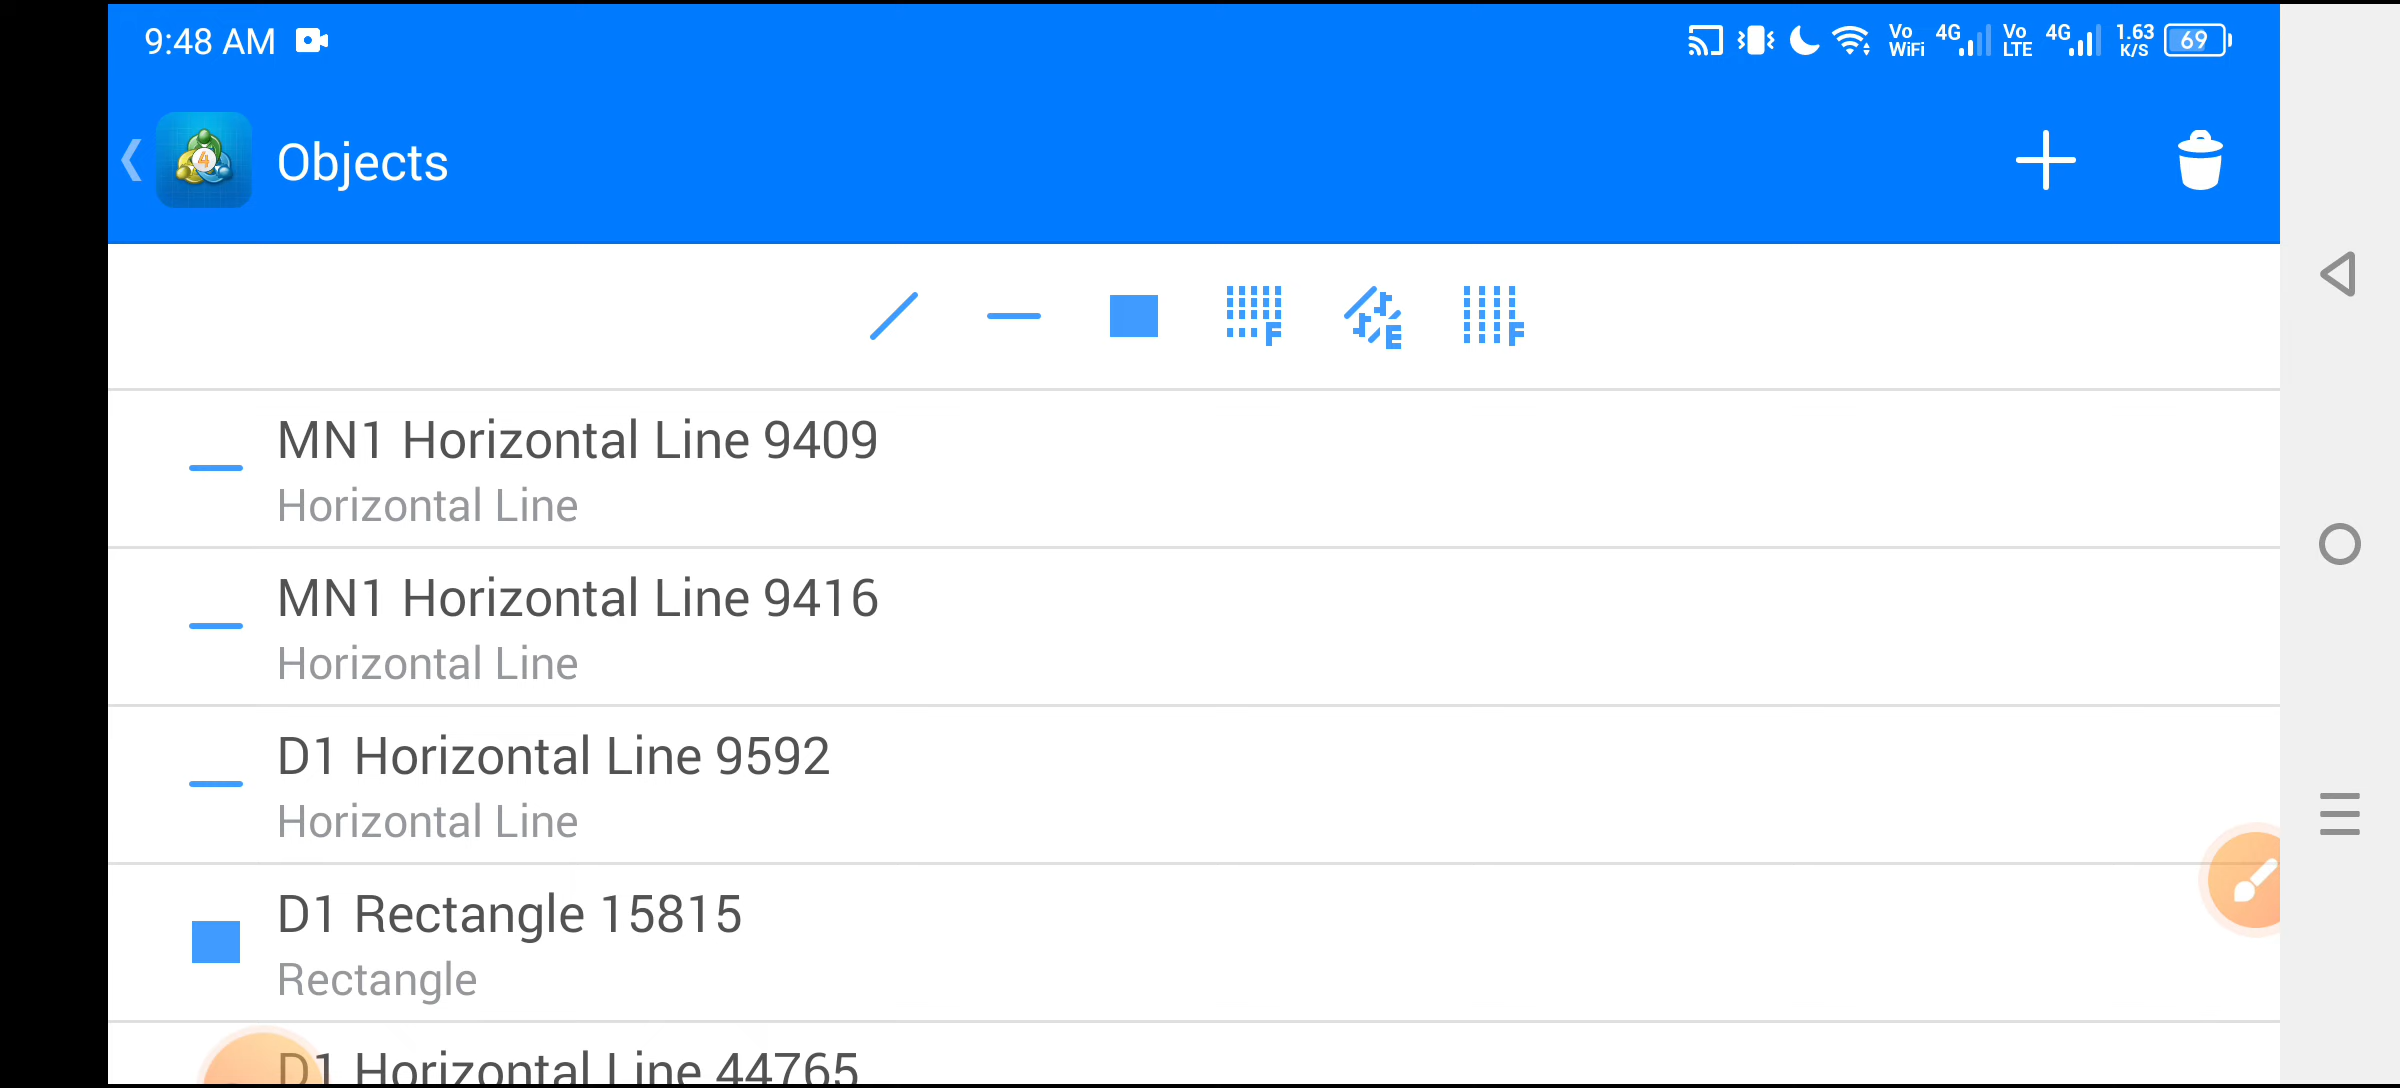 9:48 AM
Vo WiFi 4G Vo LTE 4G 1.63 K/S 69
4
Objects
F
E
F
MN1 Horizontal Line 9409
Horizontal Line
MN1 Horizontal Line 9416
Horizontal Line
D1 Horizontal Line 9592
Horizontal Line
D1 Rectangle 15815
Rectangle
D1 Horizontal Line 44765